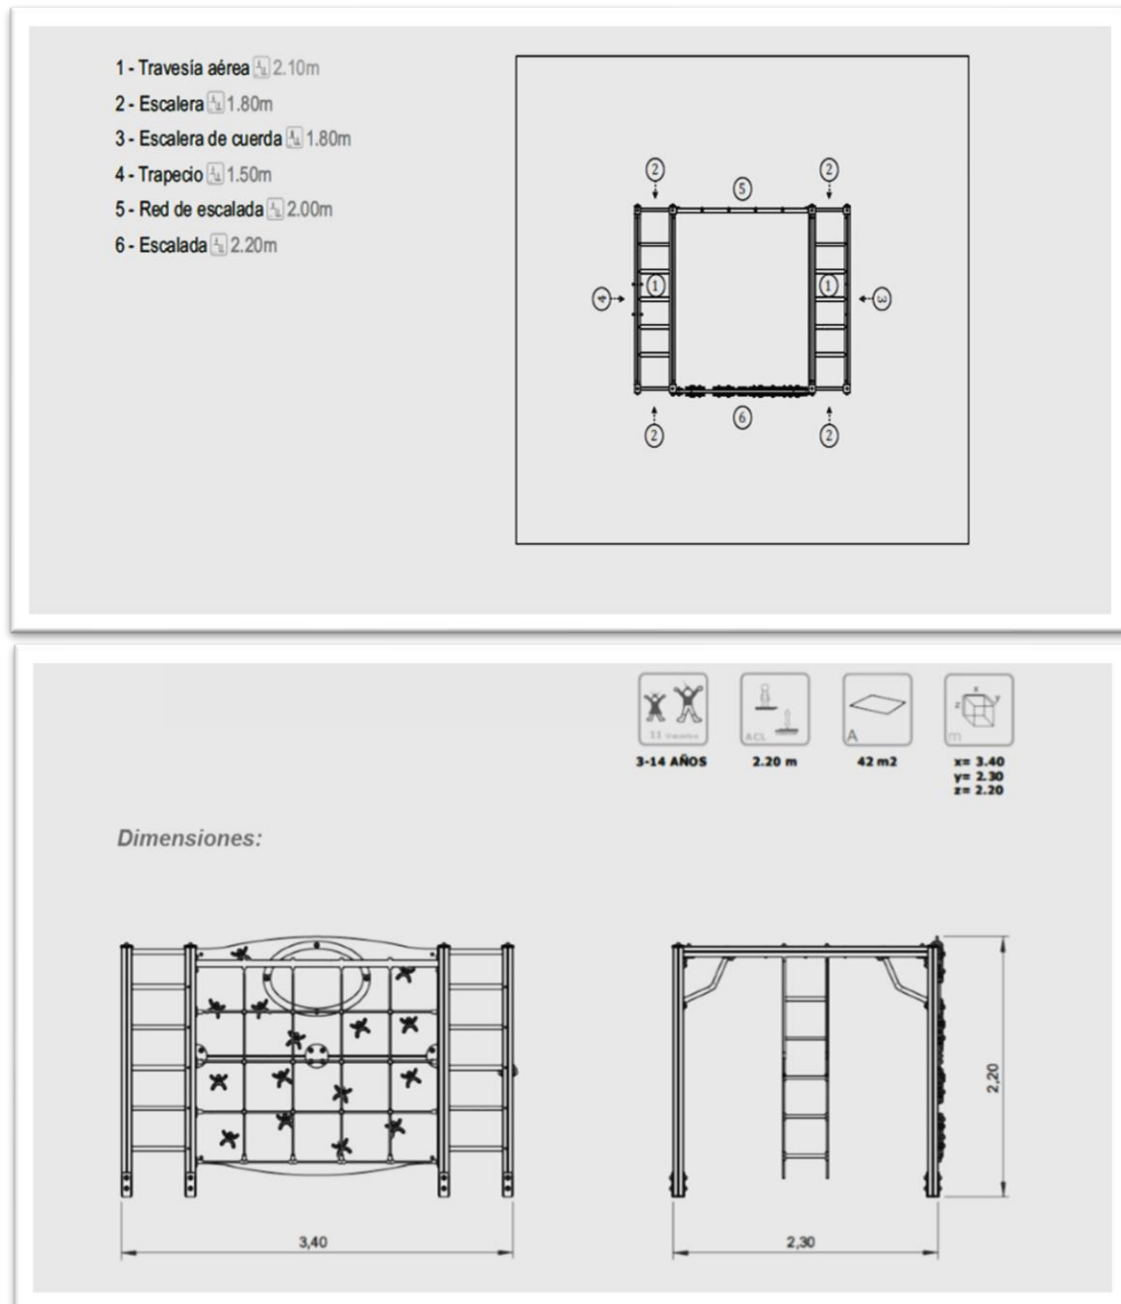 1 - Travesía aérea 2.10m
2 - Escalera 1.80m
3 - Escalera de cuerda 1.80m
4 - Trapecio 1.50m
5 - Red de escalada 2.00m
6 - Escalada 2.20m
2
2
5
1
1
4
3
6
2
2
11
ACL
A
x
z
y
m
3-14 AÑOS
2.20 m
42 m2
x= 3.40
y= 2.30
z= 2.20
Dimensiones:
2,20
3,40
2,30